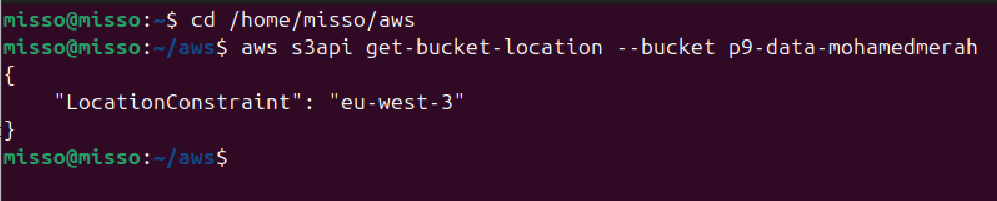 misso@misso:~$ cd /home/misso/aws
misso@misso:~/aws$ aws s3api get-bucket-location --bucket p9-data-mohamedmerah
{
    "LocationConstraint": "eu-west-3"
}
misso@misso:~/aws$